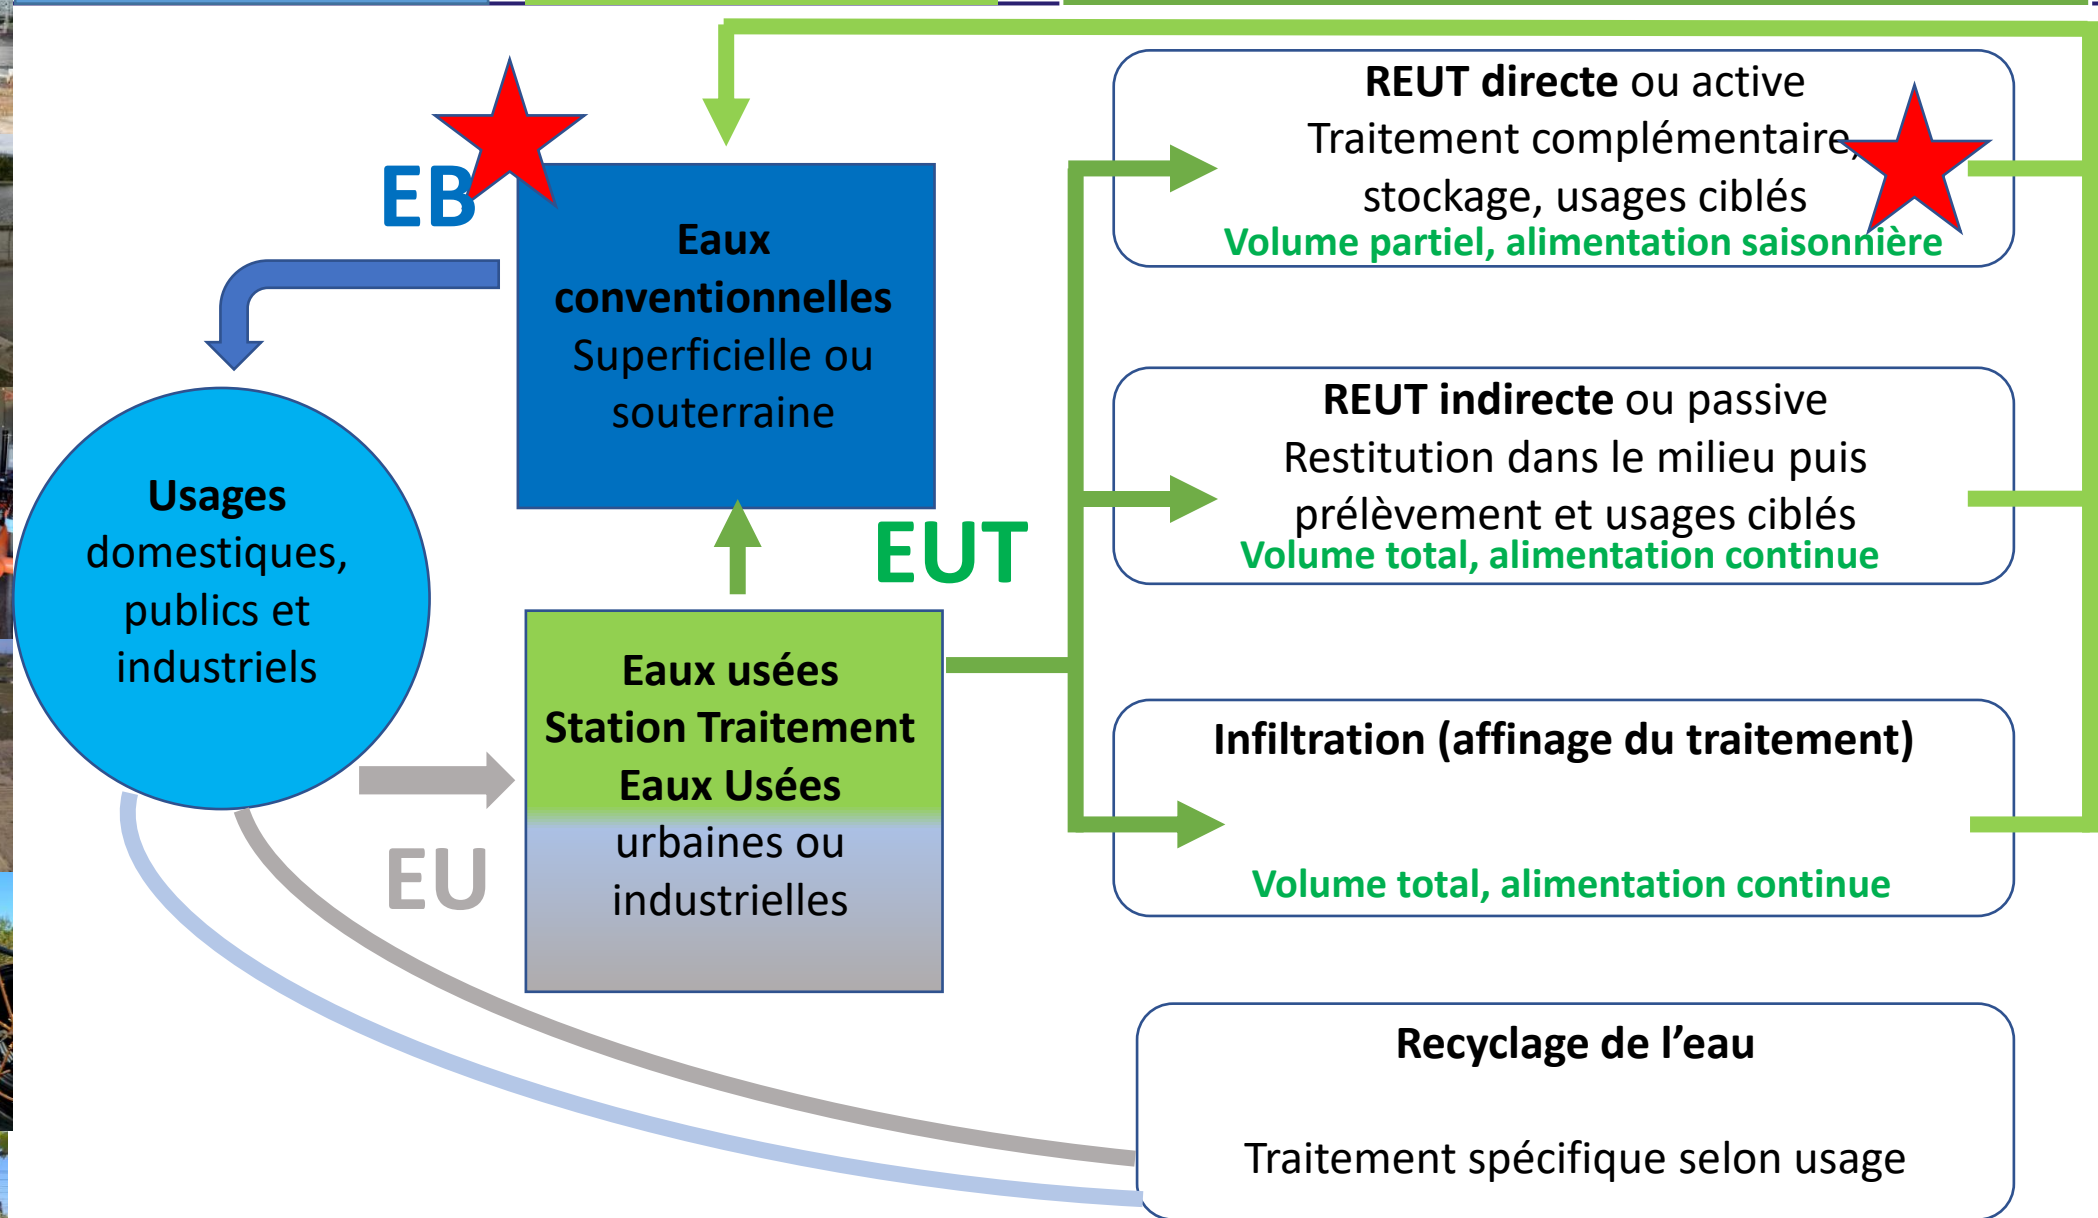 EB
Eaux
conventionnelles
Superficielle ou
souterraine
Usages
domestiques,
publics et
industriels
EU
Eaux usées
Station Traitement
Eaux Usées
urbaines ou
industrielles
EUT
REUT directe ou active
Traitement complémentaire,
stockage, usages ciblés
Volume partiel, alimentation saisonnière
REUT indirecte ou passive
Restitution dans le milieu puis
prélèvement et usages ciblés
Volume total, alimentation continue
Infiltration (affinage du traitement)
Volume total, alimentation continue
Recyclage de l’eau
Traitement spécifique selon usage